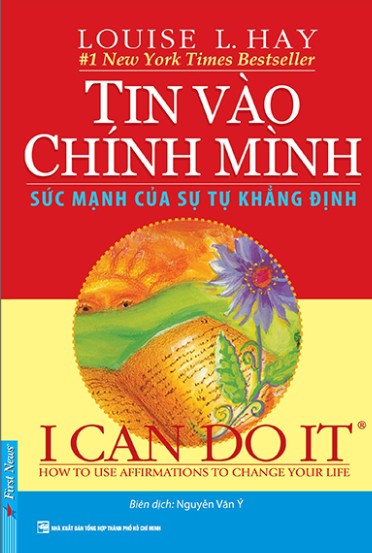 LOUISE L. HAY
#1 New York Times Bestseller
TIN VÀO
CHÍNH MÌNH
SỨC MẠNH CỦA SỰ TỰ KHẲNG ĐỊNH
I CAN DO IT®
HOW TO USE AFFIRMATIONS TO CHANGE YOUR LIFE
First News
Biên dịch: Nguyễn Văn Ý
NHÀ XUẤT BẢN TỔNG HỢP THÀNH PHỐ HỒ CHÍ MINH